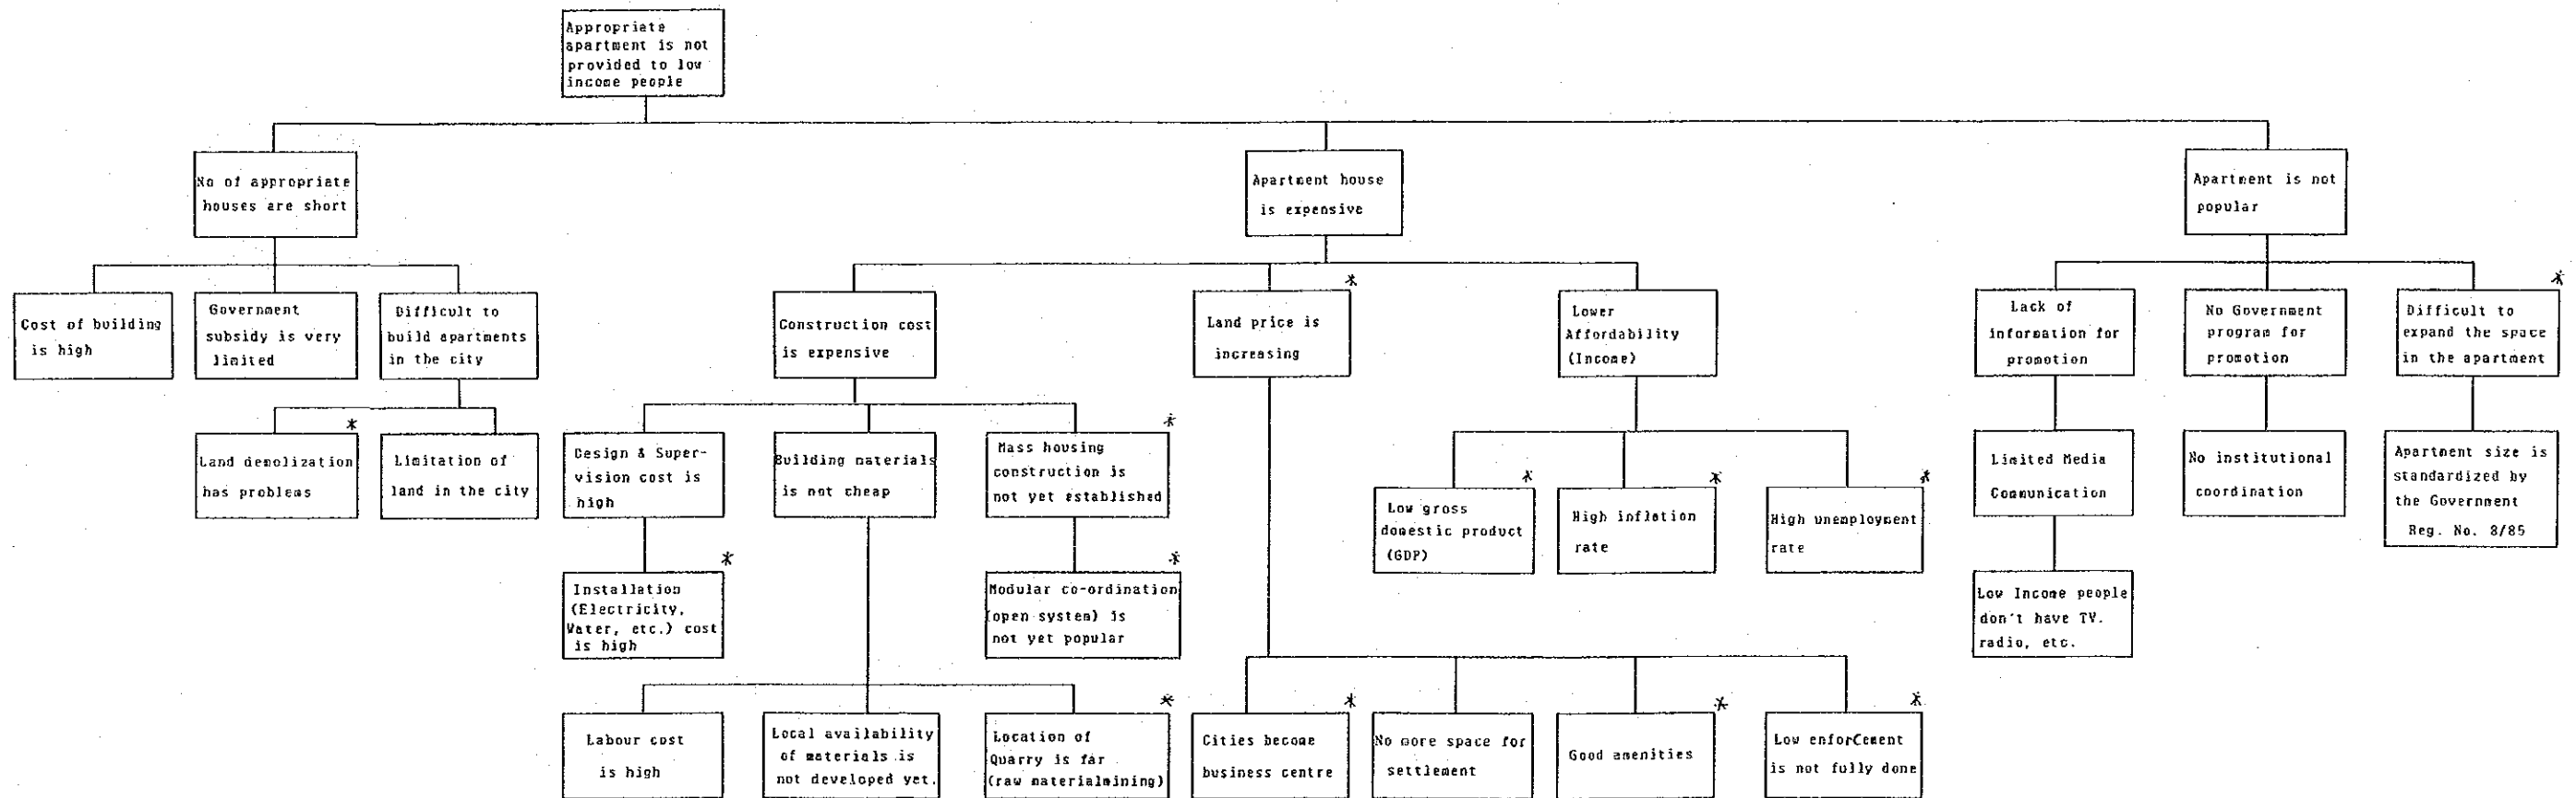 Appropriate
apartment is not
provided to low
income people
No of appropriate
houses are short
Apartment house
is expensive
Apartment is not
popular
Cost of building
is high
Government
subsidy is very
limited
Difficult to
build apartments
in the city
Construction cost
is expensive
*
Land price is
increasing
Lower
Affordability
(Income)
Lack of
information for
promotion
No Government
program for
promotion
*
Difficult to
expand the space
in the apartment
*
Land demolization
has problems
Limitation of
land in the city
Design & Super-
vision cost is
high
Building materials
is not cheap
*
Mass housing
construction is
not yet established
*
Low gross
domestic product
(GDP)
*
High inflation
rate
*
High unemployment
rate
Limited Media
Communication
No institutional
coordination
Apartment size is
standardized by
the Government
Reg. No. 8/85
*
Installation
(Electricity,
Water, etc.) cost
is high
*
Modular co-ordination
(open system) is
not yet popular
Low Income people
don't have TV.
radio, etc.
Labour cost
is high
Local availability
of materials is
not developed yet.
*
Location of
Quarry is far
(raw materialmining)
*
Cities become
business centre
No more space for
settlement
*
Good amenities
*
Low enforCement
is not fully done